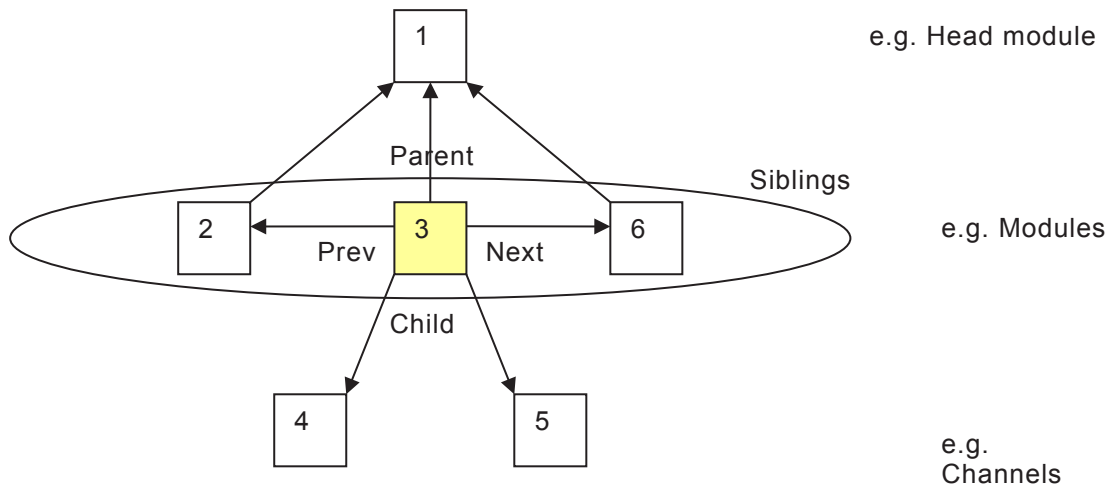 1
e.g. Head module
Parent
Siblings
2
3
6
e.g. Modules
Prev
Next
Child
4
5
e.g.
Channels